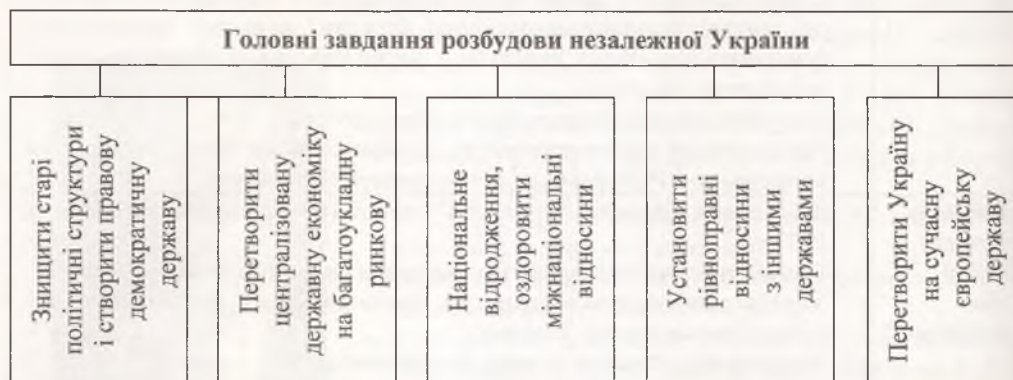 Головні завдання розбудови незалежної України
Знищити старі
політичні структури
і створити правову
демократичну
державу
Перетворити
централізовану
державну економіку
на багатоукладну
ринкову
Національне
відродження,
оздоровити
міжнаціональні
відносини
Установити
рівноправні
відносини
з іншими
державами
Перетворити Україну
на сучасну
європейську
державу